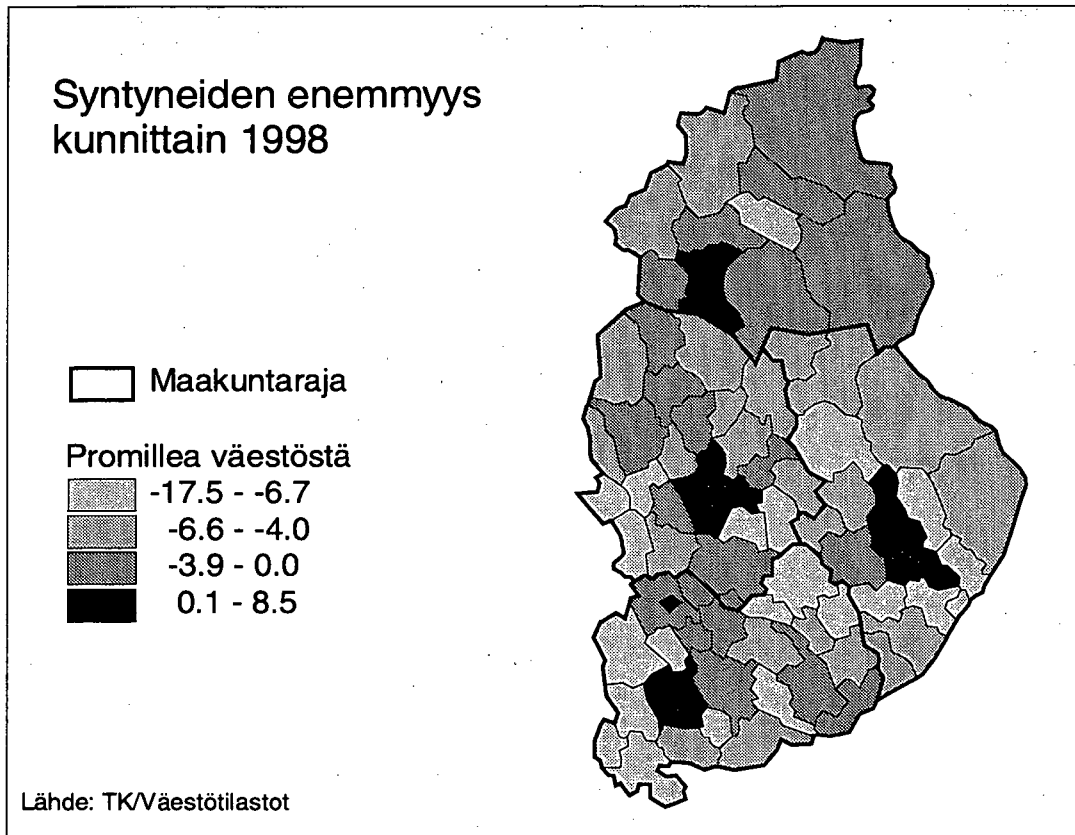 Syntyneiden enemmyys
kunnittain 1998
Maakuntaraja
Promillea väestöstä
-17.5 - -6.7
-6.6 - -4.0
-3.9 - 0.0
0.1 - 8.5
Lähde: TK/Väestötilastot